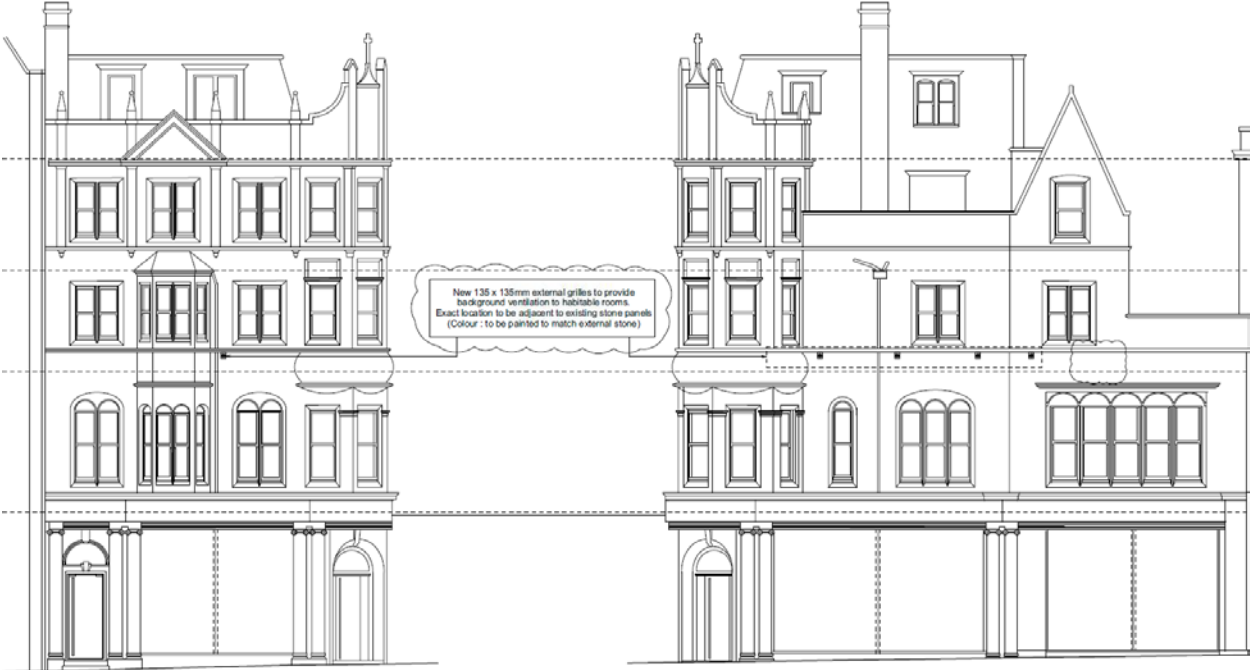 New 135 x 135mm external grilles to provide
background ventilation to habitable rooms.
Exact location to be adjacent to existing stone panels
(Colour : to be painted to match external stone)